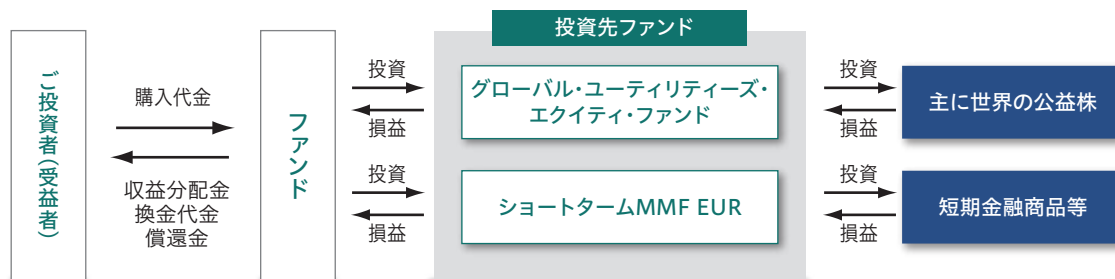 ご投資者(受益者)
購入代金
収益分配金
換金代金
償還金
ファンド
投資
損益
投資
損益
投資先ファンド
グローバル・ユーティリティーズ・
エクイティ・ファンド
ショートタームMMF EUR
投資
損益
投資
損益
主に世界の公益株
短期金融商品等